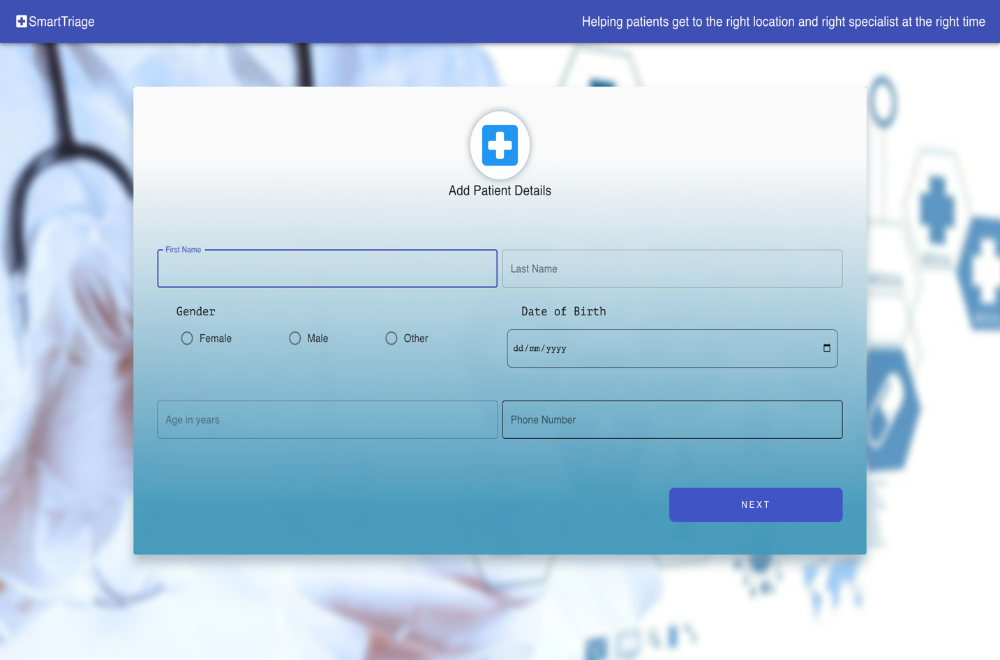 SmartTriage
Helping patients get to the right location and right specialist at the right time
Add Patient Details
First Name
Last Name
Gender
Date of Birth
Female
Male
Other
dd/mm/yyyy
Age in years
Phone Number
NEXT